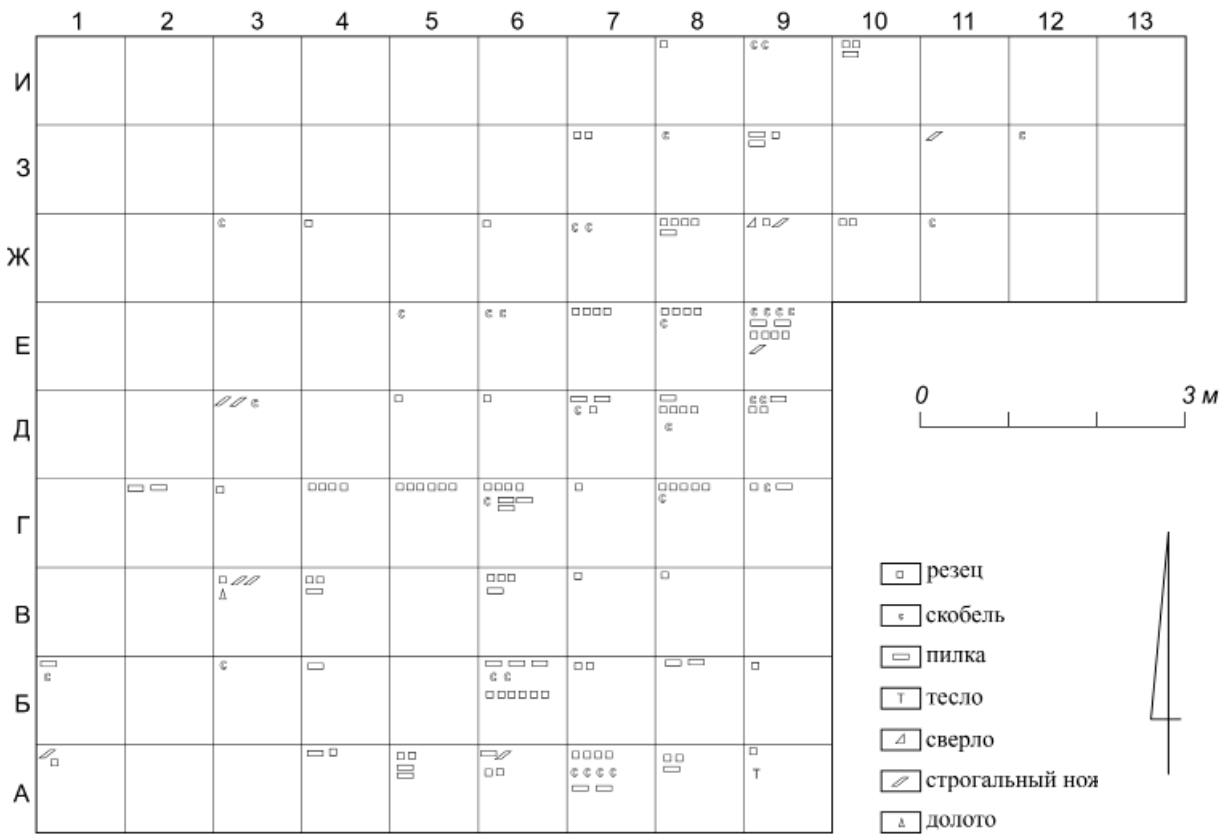 1 2 3 4 5 6 7 8 9 10 11 12 13
И
З
Ж
Е
Д
Г
В
Б
А
0 3 м
резец
скобель
пилка
Т тесло
сверло
строгальный нож
долото
Т